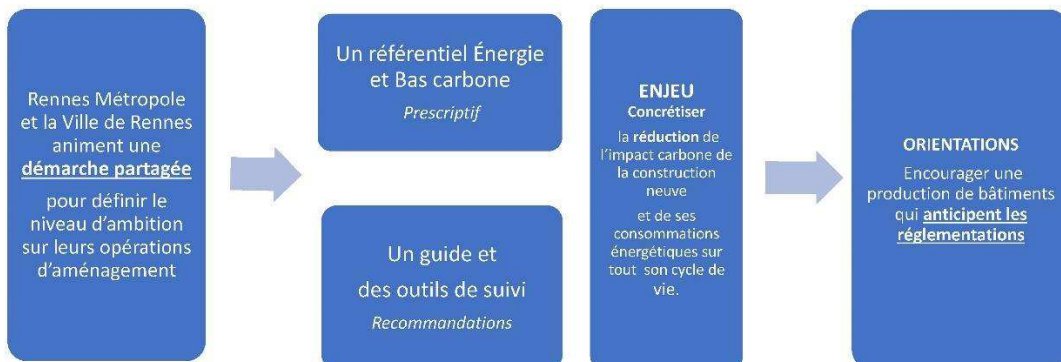 Rennes Métropole
et la Ville de Rennes
animent une
démarche partagée
pour définir le
niveau d'ambition
sur leurs opérations
d'aménagement
Un référentiel Énergie
et Bas carbone
Prescriptif
Un guide et
des outils de suivi
Recommandations
ENJEU
Concrétiser
la réduction de
l'impact carbone de
la construction
neuve
et de ses
consommations
énergétiques sur
tout son cycle de
vie.
ORIENTATIONS
Encourager une
production de bâtiments
qui anticipent les
réglementations